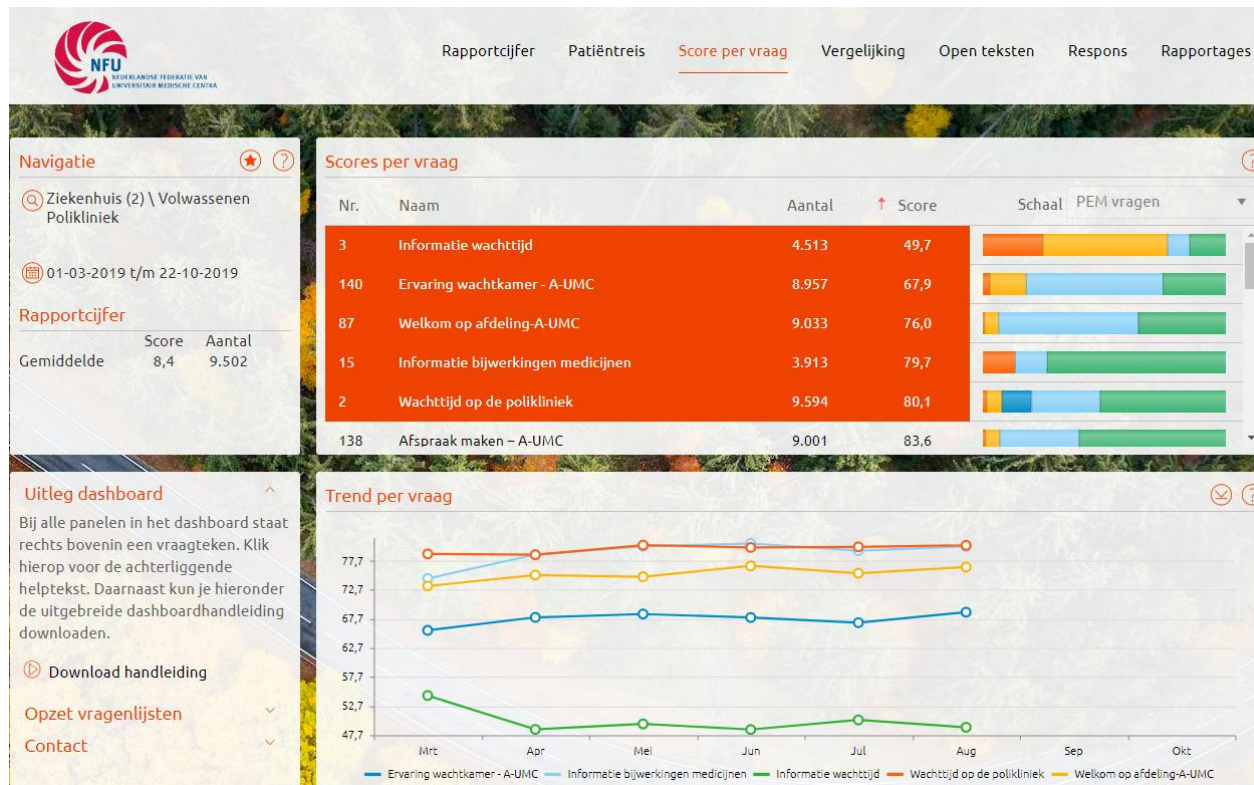 NFU
NEDERLANDSE FEDERATIE VAN
UNIVERSITAIR MEDISCHE CENTRA
Rapportcijfer Patiëntreis Score per vraag Vergelijking Open teksten Respons Rapportages
Navigatie ?
Ziekenhuis (2) \ Volwassenen
Polikliniek
01-03-2019 t/m 22-10-2019
Rapportcijfer
Score Aantal
Gemiddelde 8,4 9.502
Scores per vraag ?
Nr. Naam Aantal ↑ Score Schaal PEM vragen
3 Informatie wachttijd 4.513 49,7
140 Ervaring wachtkamer - A-UMC 8.957 67,9
87 Welkom op afdeling-A-UMC 9.033 76,0
15 Informatie bijwerkingen medicijnen 3.913 79,7
2 Wachttijd op de polikliniek 9.594 80,1
138 Afspraak maken – A-UMC 9.001 83,6
Uitleg dashboard
Bij alle panelen in het dashboard staat
rechts bovenin een vraagteken. Klik
hierop voor de achterliggende
helptekst. Daarnaast kun je hieronder
de uitgebreide dashboardhandleiding
downloaden.
Download handleiding
Opzet vragenlijsten
Contact
Trend per vraag ?
77,7
72,7
67,7
62,7
57,7
52,7
47,7
Mrt Apr Mei Jun Jul Aug Sep Okt
Ervaring wachtkamer - A-UMC Informatie bijwerkingen medicijnen Informatie wachttijd Wachttijd op de polikliniek Welkom op afdeling-A-UMC